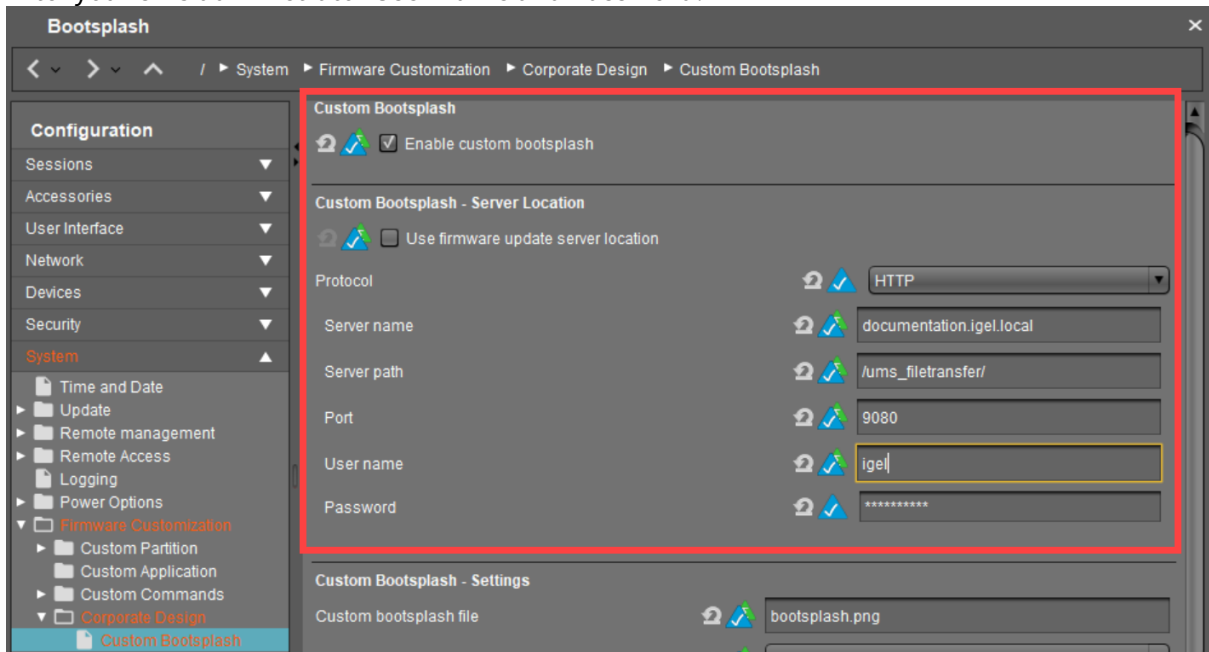 Bootsplash
/ System Firmware Customization Corporate Design Custom Bootsplash
Configuration
Sessions
Accessories
User Interface
Network
Devices
Security
System
Time and Date
Update
Remote management
Remote Access
Logging
Power Options
Firmware Customization
Custom Partition
Custom Application
Custom Commands
Corporate Design
Custom Bootsplash
Custom Bootsplash
Enable custom bootsplash
Custom Bootsplash - Server Location
Use firmware update server location
Protocol HTTP
Server name documentation.igel.local
Server path /ums_filetransfer/
Port 9080
User name igel
Password **********
Custom Bootsplash - Settings
Custom bootsplash file bootsplash.png